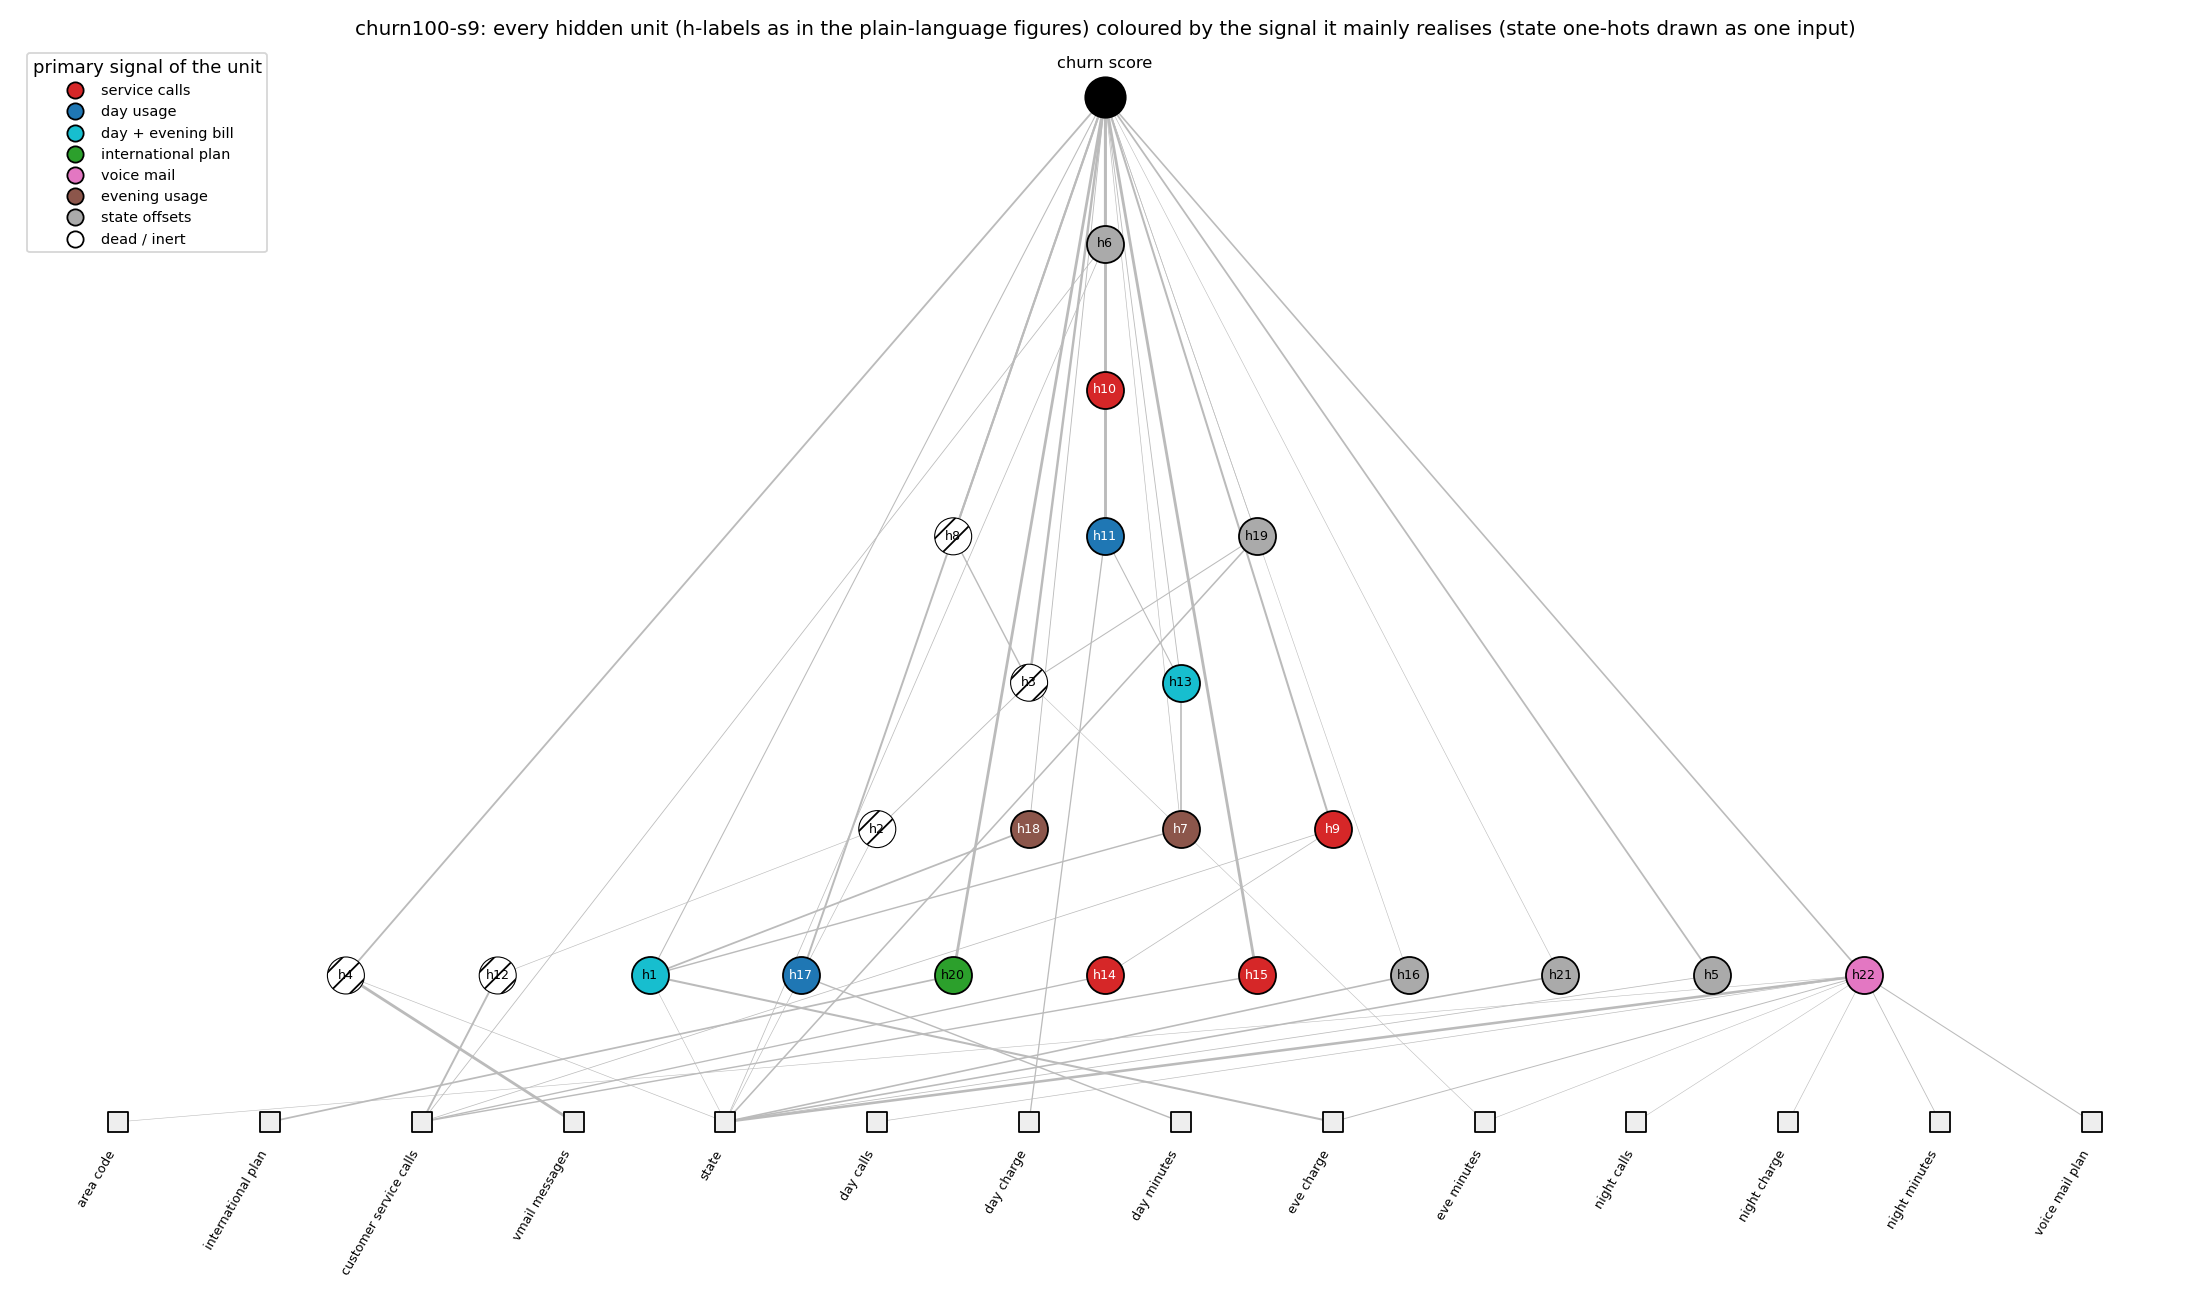 churn100-s9: every hidden unit (h-labels as in the plain-language figures) coloured by the signal it mainly realises (state one-hots drawn as one input)
primary signal of the unit
service calls
day usage
day + evening bill
international plan
voice mail
evening usage
state offsets
dead / inert
churn score
h6
h10
h8
h11
h19
h3
h13
h2
h18
h7
h9
h4
h12
h1
h17
h20
h14
h15
h16
h21
h5
h22
area code
international plan
customer service calls
vmail messages
state
day calls
day charge
day minutes
eve charge
eve minutes
night calls
night charge
night minutes
voice mail plan